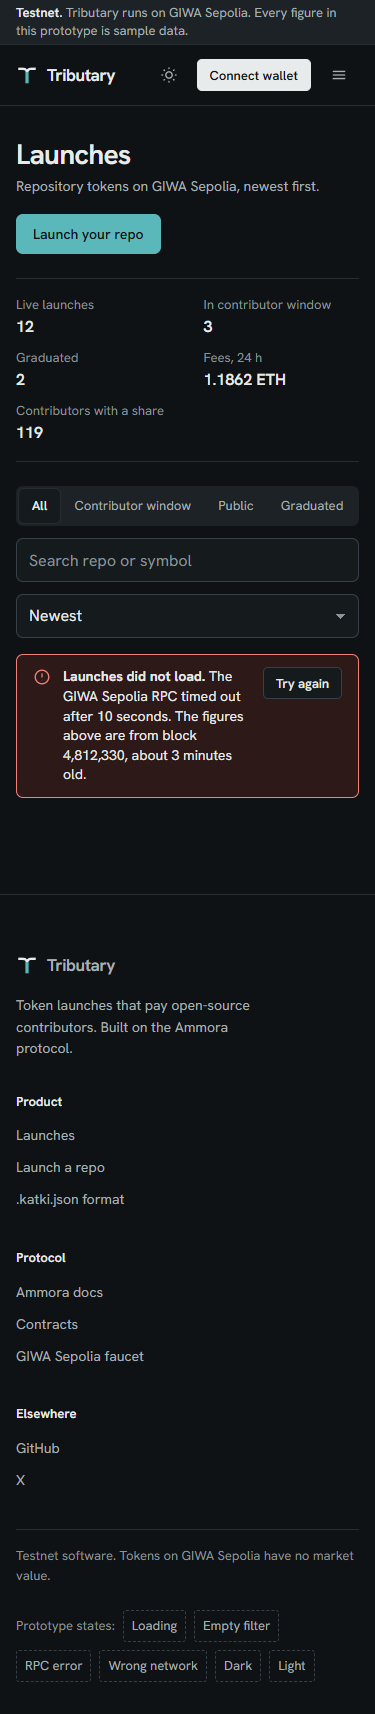 Testnet. Tributary runs on GIWA Sepolia. Every figure in
this prototype is sample data.
Tributary
Connect wallet
Launches
Repository tokens on GIWA Sepolia, newest first.
Launch your repo
Live launches
12
In contributor window
3
Graduated
2
Fees, 24 h
1.1862 ETH
Contributors with a share
119
All
Contributor window
Public
Graduated
Search repo or symbol
Newest
Launches did not load. The
GIWA Sepolia RPC timed out
after 10 seconds. The figures
above are from block
4,812,330, about 3 minutes
old.
Try again
Tributary
Token launches that pay open-source
contributors. Built on the Ammora
protocol.
Product
Launches
Launch a repo
.katki.json format
Protocol
Ammora docs
Contracts
GIWA Sepolia faucet
Elsewhere
GitHub
X
Testnet software. Tokens on GIWA Sepolia have no market
value.
Prototype states:
Loading
Empty filter
RPC error
Wrong network
Dark
Light